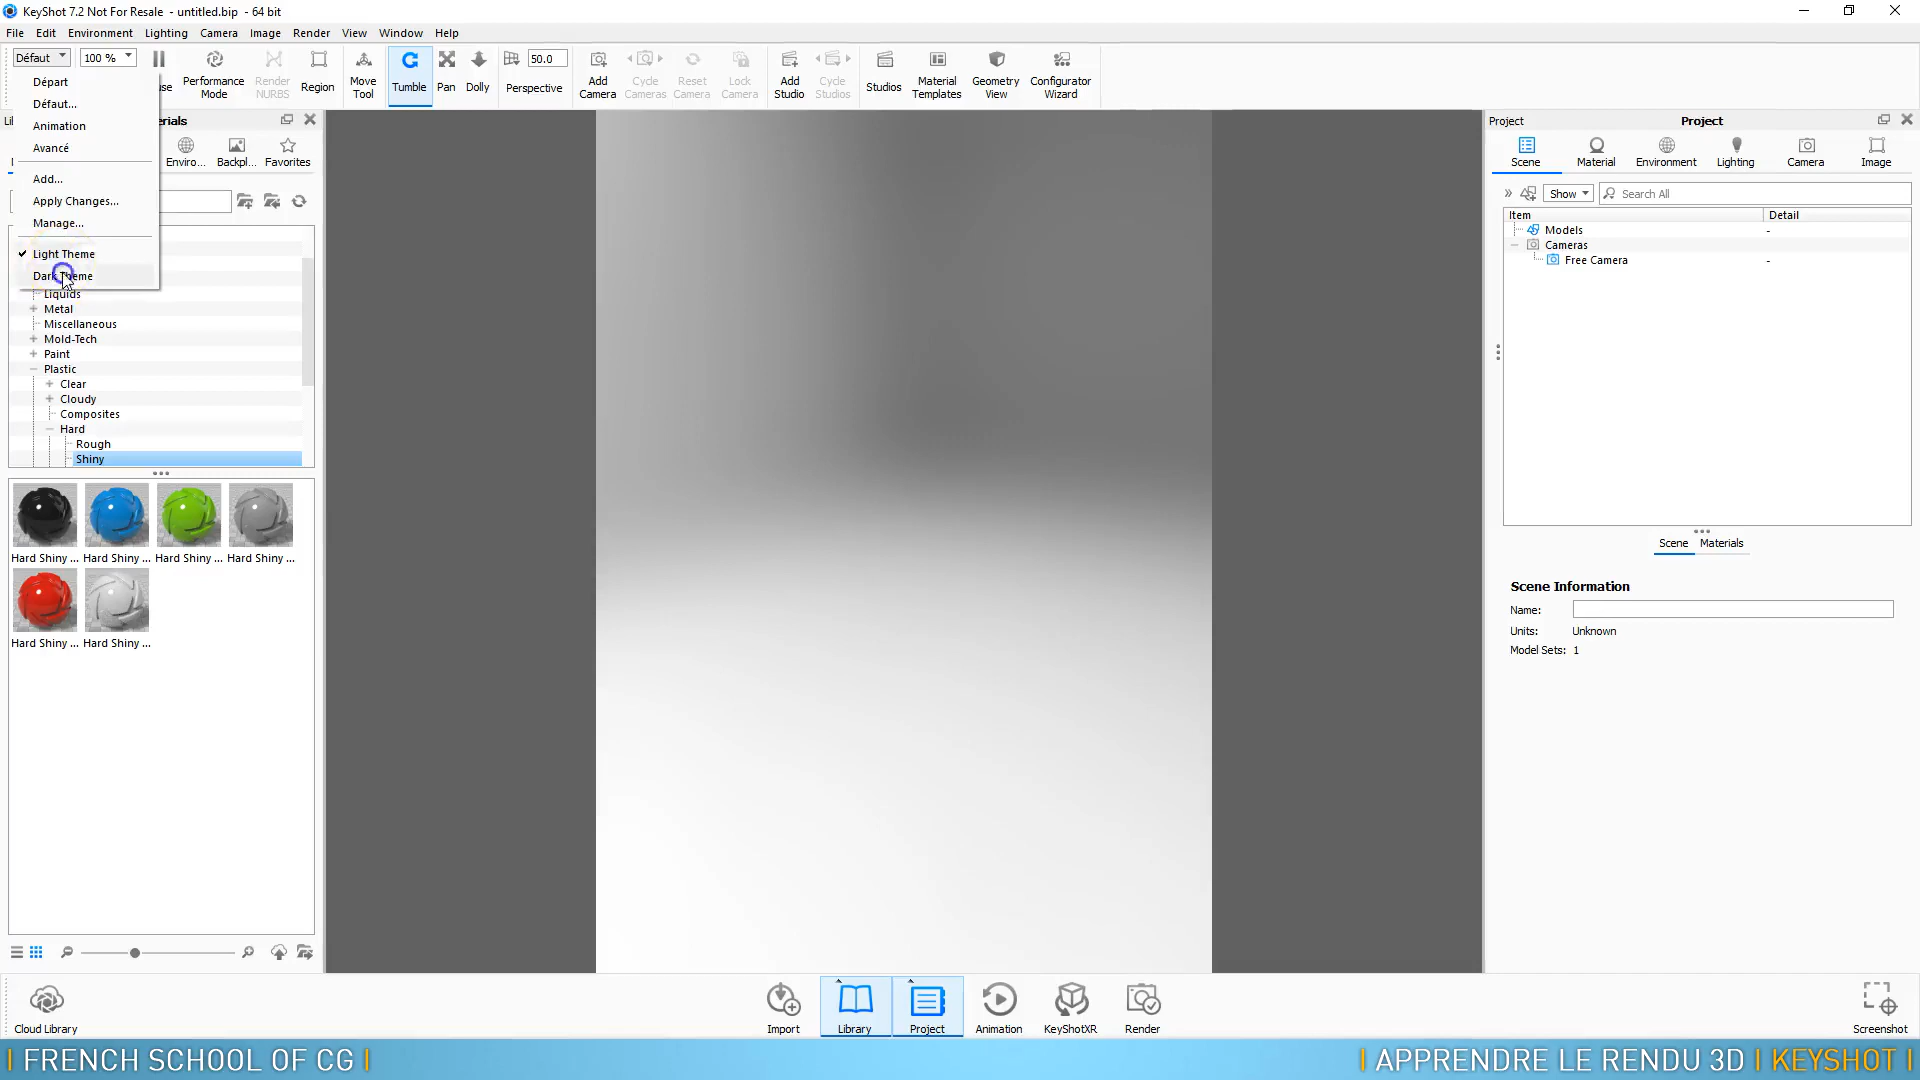 KeyShot 7.2 Not For Resale - untitled.bip - 64 bit
File Edit Environment Lighting Camera Image Render View Window Help
Défaut 100 %
Performance Mode
Render NURBS
Region
Move Tool
Tumble
Pan
Dolly
50.0
Perspective
Add Camera
Cycle Cameras
Reset Camera
Lock Camera
Add Studio
Cycle Studios
Studios
Material Templates
Geometry View
Configurator Wizard
Départ
Défaut...
Animation
Avancé
Add...
Apply Changes...
Manage...
Light Theme
Dark Theme
Enviro... Backpl... Favorites
Liquids
Metal
Miscellaneous
Mold-Tech
Paint
Plastic
Clear
Cloudy
Composites
Hard
Rough
Shiny
Hard Shiny ... Hard Shiny ... Hard Shiny ... Hard Shiny ...
Hard Shiny ... Hard Shiny ...
Project Project
Scene Material Environment Lighting Camera Image
Show Search All
Item Detail
Models -
Cameras
Free Camera -
Scene Materials
Scene Information
Name:
Units: Unknown
Model Sets: 1
Cloud Library Import Library Project Animation KeyShotXR Render Screenshot
| FRENCH SCHOOL OF CG | | APPRENDRE LE RENDU 3D | KEYSHOT |